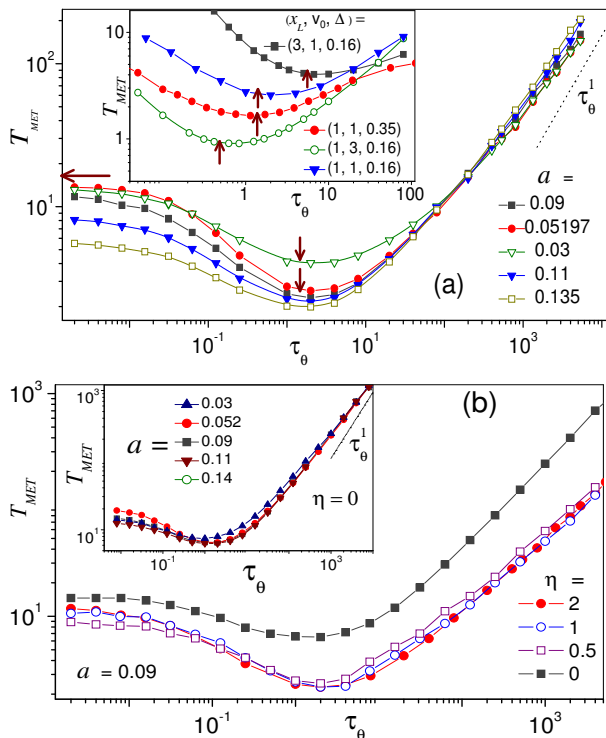 (x_L, v_0, Δ) =
(3, 1, 0.16)
(1, 1, 0.35)
(1, 3, 0.16)
(1, 1, 0.16)
T_MET
10
1
1
10
100
τ_θ
T_MET
10^2
10^1
τ_θ^1
a =
0.09
0.05197
0.03
0.11
0.135
(a)
10^-1
τ_θ
10^1
10^3
(b)
T_MET
10^3
10^1
a =
0.03
0.052
0.09
0.11
0.14
τ_θ^1
η = 0
10^-1
τ_θ
10^3
T_MET
10^3
10^1
a = 0.09
η =
2
1
0.5
0
10^-1
τ_θ
10^1
10^3